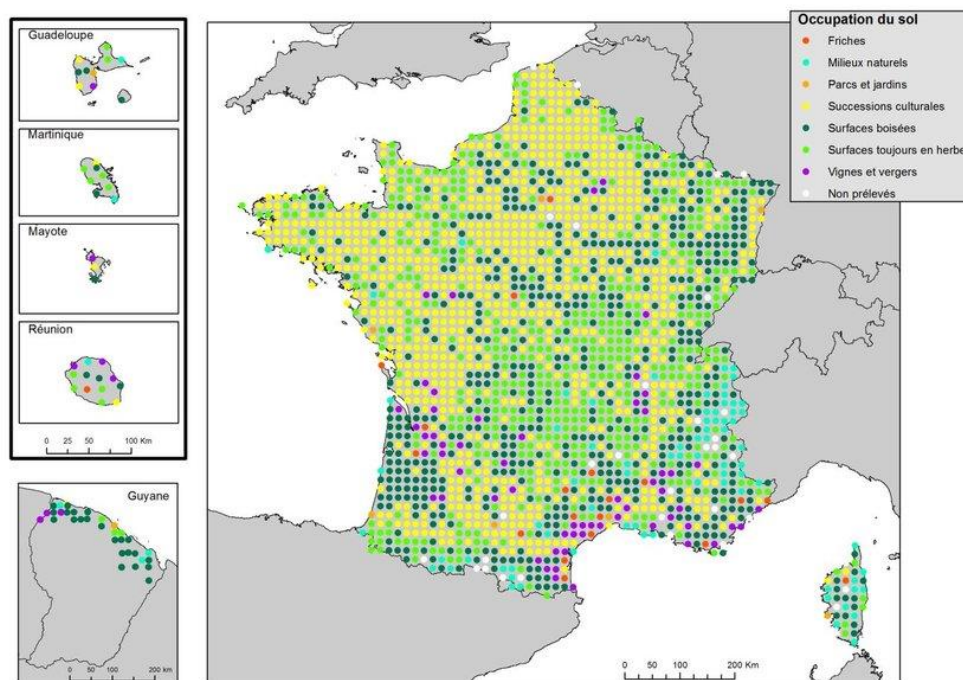 Guadeloupe
Martinique
Mayotte
Réunion
0 25 50 100 Km
Guyane
0 50 100 200 km
Occupation du sol
Friches
Milieux naturels
Parcs et jardins
Successions culturales
Surfaces boisées
Surfaces toujours en herbe
Vignes et vergers
Non prélevés
0 50 100 200 Km